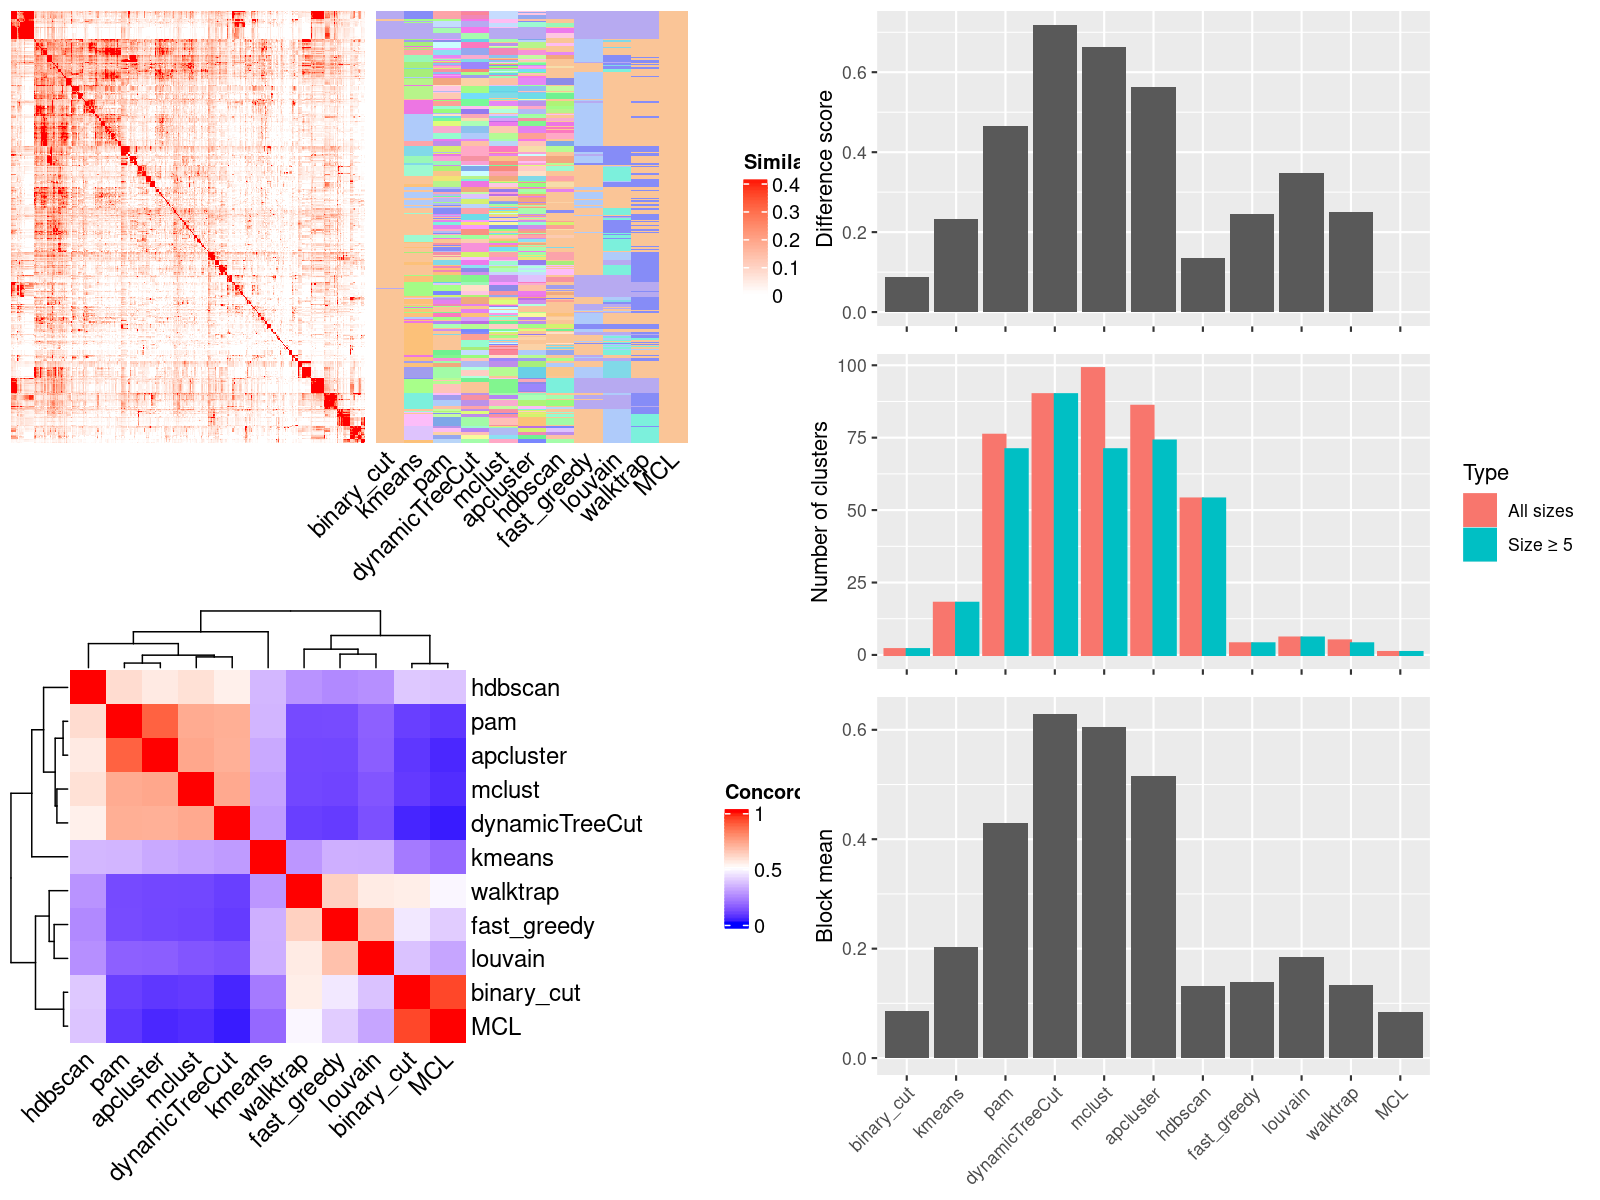 Simila
0.4
0.3
0.2
0.1
0
binary_cut
kmeans
pam
dynamicTreeCut
mclust
apcluster
hdbscan
fast_greedy
louvain
walktrap
MCL
Difference score
0.6
0.4
0.2
0.0
Number of clusters
100
75
50
25
0
Type
All sizes
Size ≥ 5
Block mean
0.6
0.4
0.2
0.0
binary_cut
kmeans
pam
dynamicTreeCut
mclust
apcluster
hdbscan
fast_greedy
louvain
walktrap
MCL
hdbscan
pam
apcluster
mclust
dynamicTreeCut
kmeans
walktrap
fast_greedy
louvain
binary_cut
MCL
Concord
1
0.5
0
hdbscan
pam
apcluster
mclust
dynamicTreeCut
kmeans
walktrap
fast_greedy
louvain
binary_cut
MCL